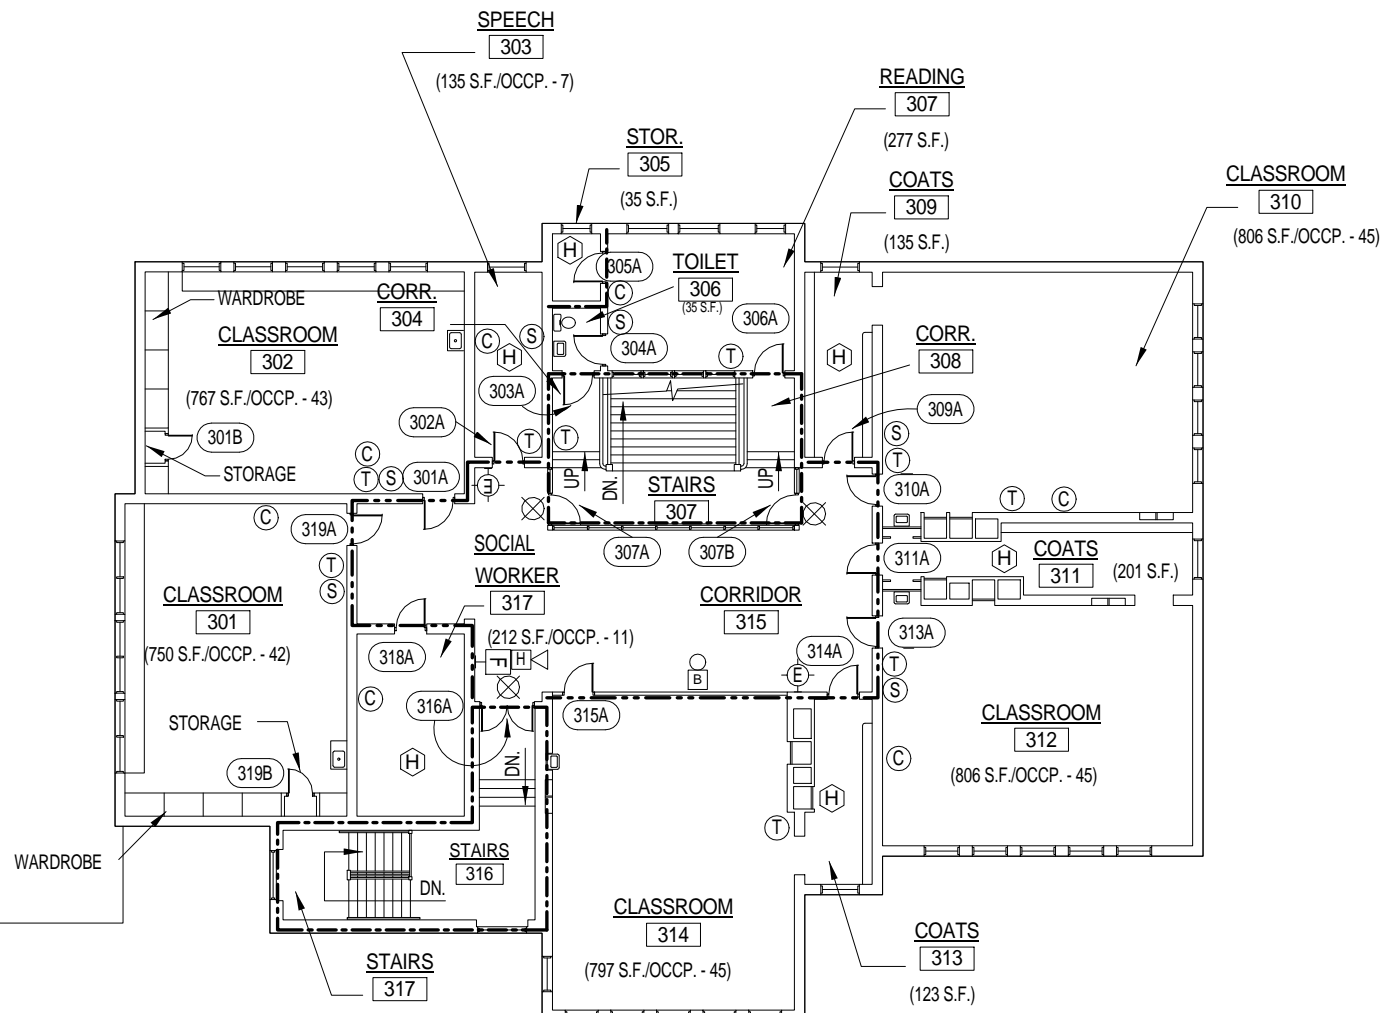 SPEECH
303
(135 S.F./OCCP. - 7)
READING
307
(277 S.F.)
STOR.
305
(35 S.F.)
COATS
309
(135 S.F.)
CLASSROOM
310
(806 S.F./OCCP. - 45)
H
305A
TOILET
306
(35 S.F.)
C
S
306A
304A
T
WARDROBE
CORR.
304
CLASSROOM
302
(767 S.F./OCCP. - 43)
C
S
H
303A
H
CORR.
308
301B
STORAGE
302A
T
T
309A
S
T
C
T
S
301A
E
UP
DN.
UP
STAIRS
307
310A
T
C
C
319A
307A
307B
311A
H
COATS
311
(201 S.F.)
SOCIAL
WORKER
317
(212 S.F./OCCP. - 11)
T
S
CLASSROOM
301
(750 S.F./OCCP. - 42)
CORRIDOR
315
313A
318A
F
H
B
E
314A
T
S
C
316A
315A
STORAGE
CLASSROOM
312
(806 S.F./OCCP. - 45)
319B
H
DN.
C
H
T
WARDROBE
STAIRS
316
DN.
CLASSROOM
314
(797 S.F./OCCP. - 45)
STAIRS
317
COATS
313
(123 S.F.)